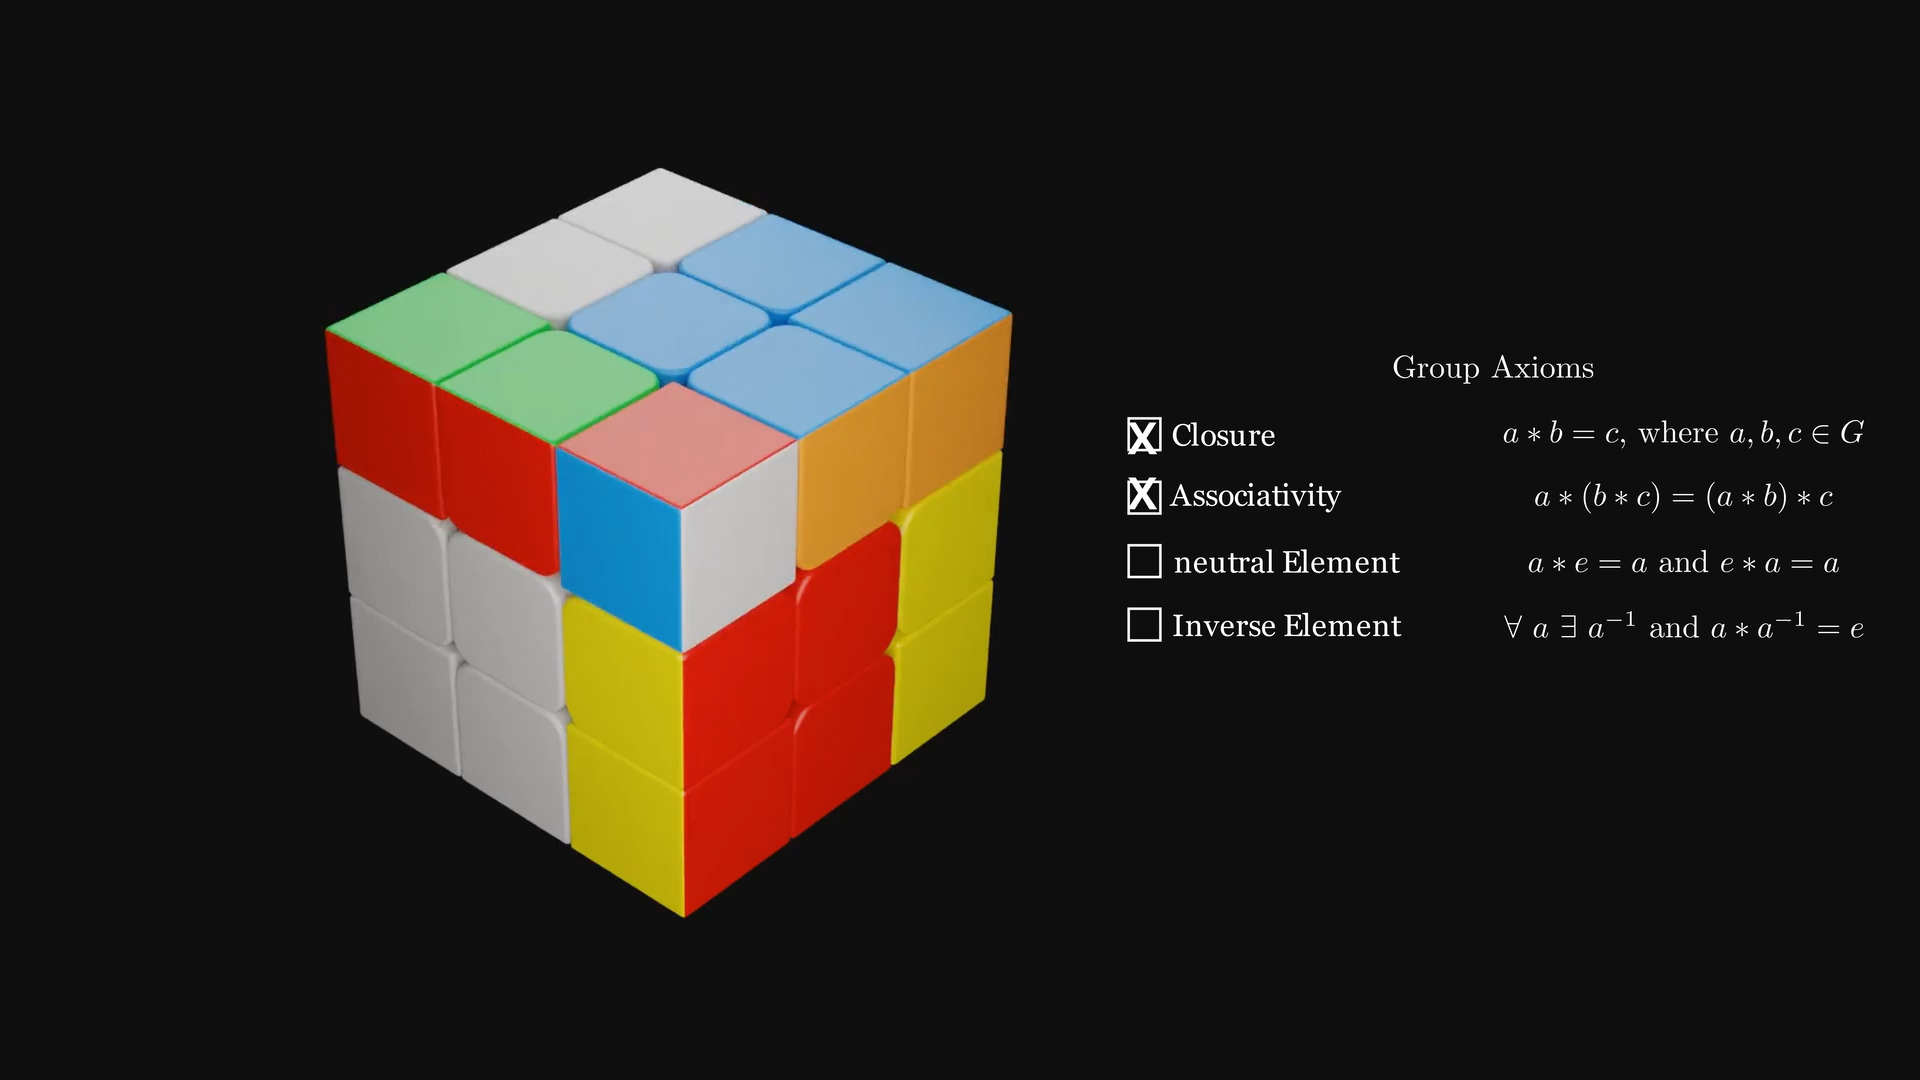 Group Axioms
☒ Closure a ∗ b = c, where a, b, c ∈ G
☒ Associativity a ∗ (b ∗ c) = (a ∗ b) ∗ c
☐ neutral Element a ∗ e = a and e ∗ a = a
☐ Inverse Element ∀ a ∃ a⁻¹ and a ∗ a⁻¹ = e